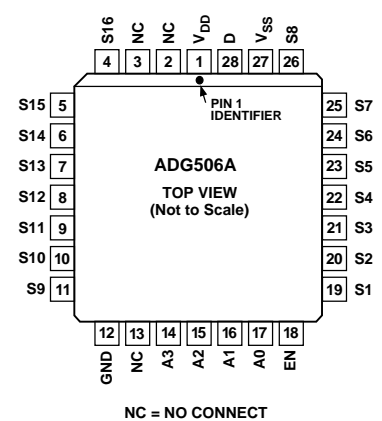 S16 NC NC VDD D VSS S8
4 3 2 1 28 27 26
PIN 1
IDENTIFIER
S15 5
S14 6
S13 7
S12 8
S11 9
S10 10
S9 11
ADG506A
TOP VIEW
(Not to Scale)
25 S7
24 S6
23 S5
22 S4
21 S3
20 S2
19 S1
12 13 14 15 16 17 18
GND NC A3 A2 A1 A0 EN
NC = NO CONNECT